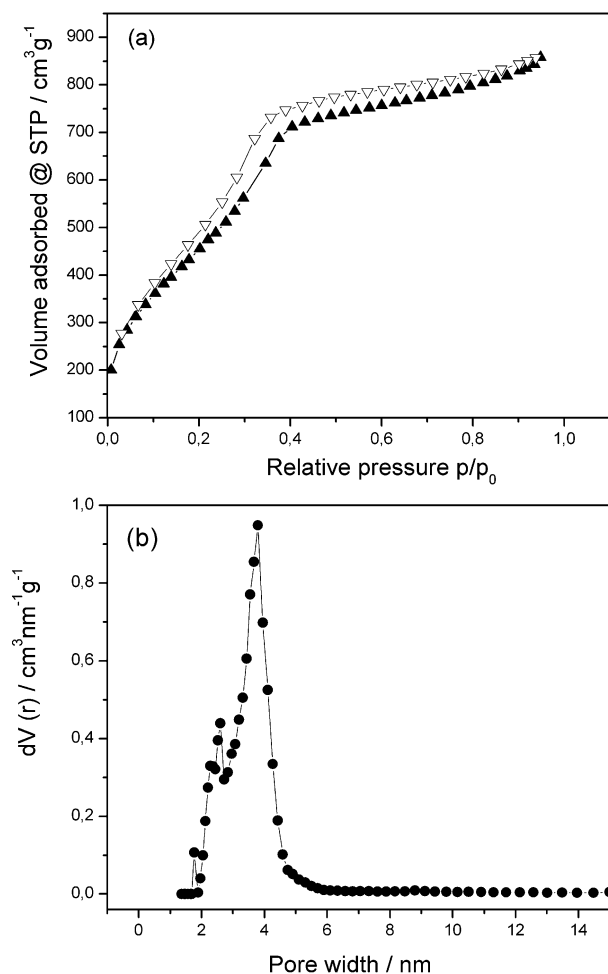 (a)
Volume adsorbed @ STP / cm³g⁻¹
900
800
700
600
500
400
300
200
100
0,0 0,2 0,4 0,6 0,8 1,0
Relative pressure p/p₀
(b)
dV (r) / cm³nm⁻¹g⁻¹
1,0
0,8
0,6
0,4
0,2
0,0
0 2 4 6 8 10 12 14
Pore width / nm